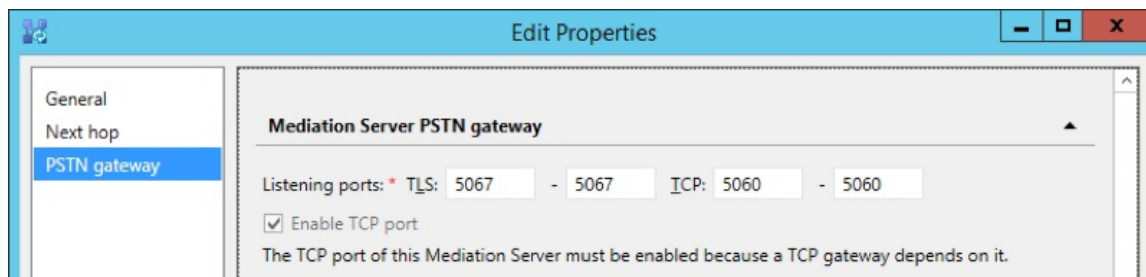 Edit Properties
General
Next hop
PSTN gateway
Mediation Server PSTN gateway
Listening ports: * TLS: 5067 - 5067 TCP: 5060 - 5060
Enable TCP port
The TCP port of this Mediation Server must be enabled because a TCP gateway depends on it.